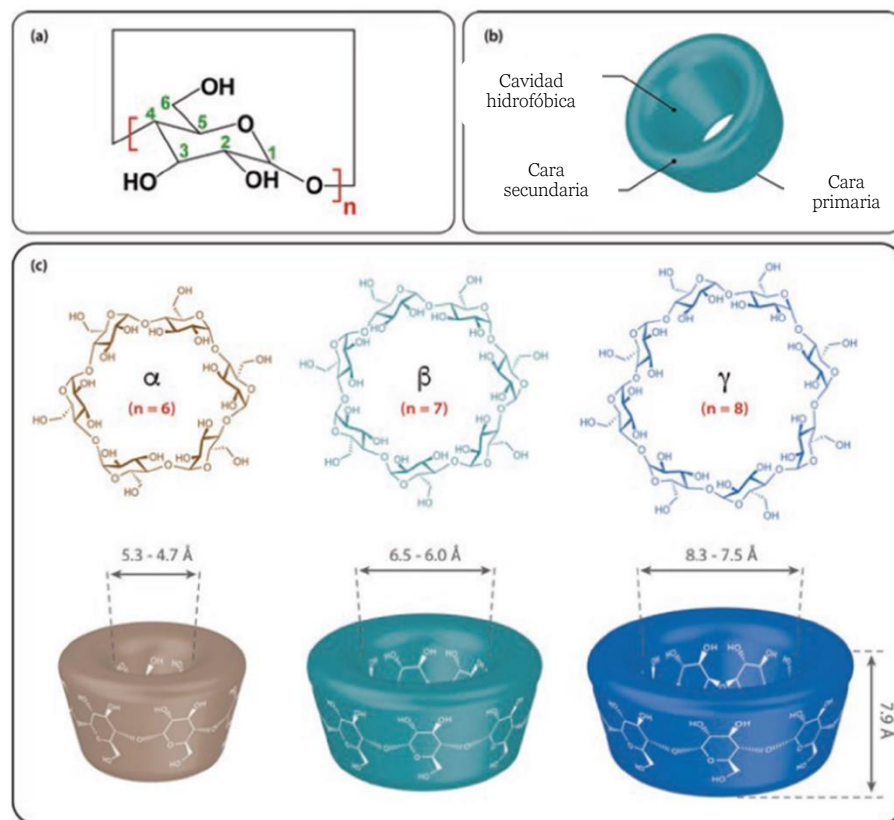 (a)
OH
6
4
5
O
3
2
1
HO
OH
O
n
(b)
Cavidad
hidrofóbica
Cara
secundaria
Cara
primaria
(c)
α
(n = 6)
β
(n = 7)
γ
(n = 8)
5.3 - 4.7 Å
6.5 - 6.0 Å
8.3 - 7.5 Å
7.9 Å